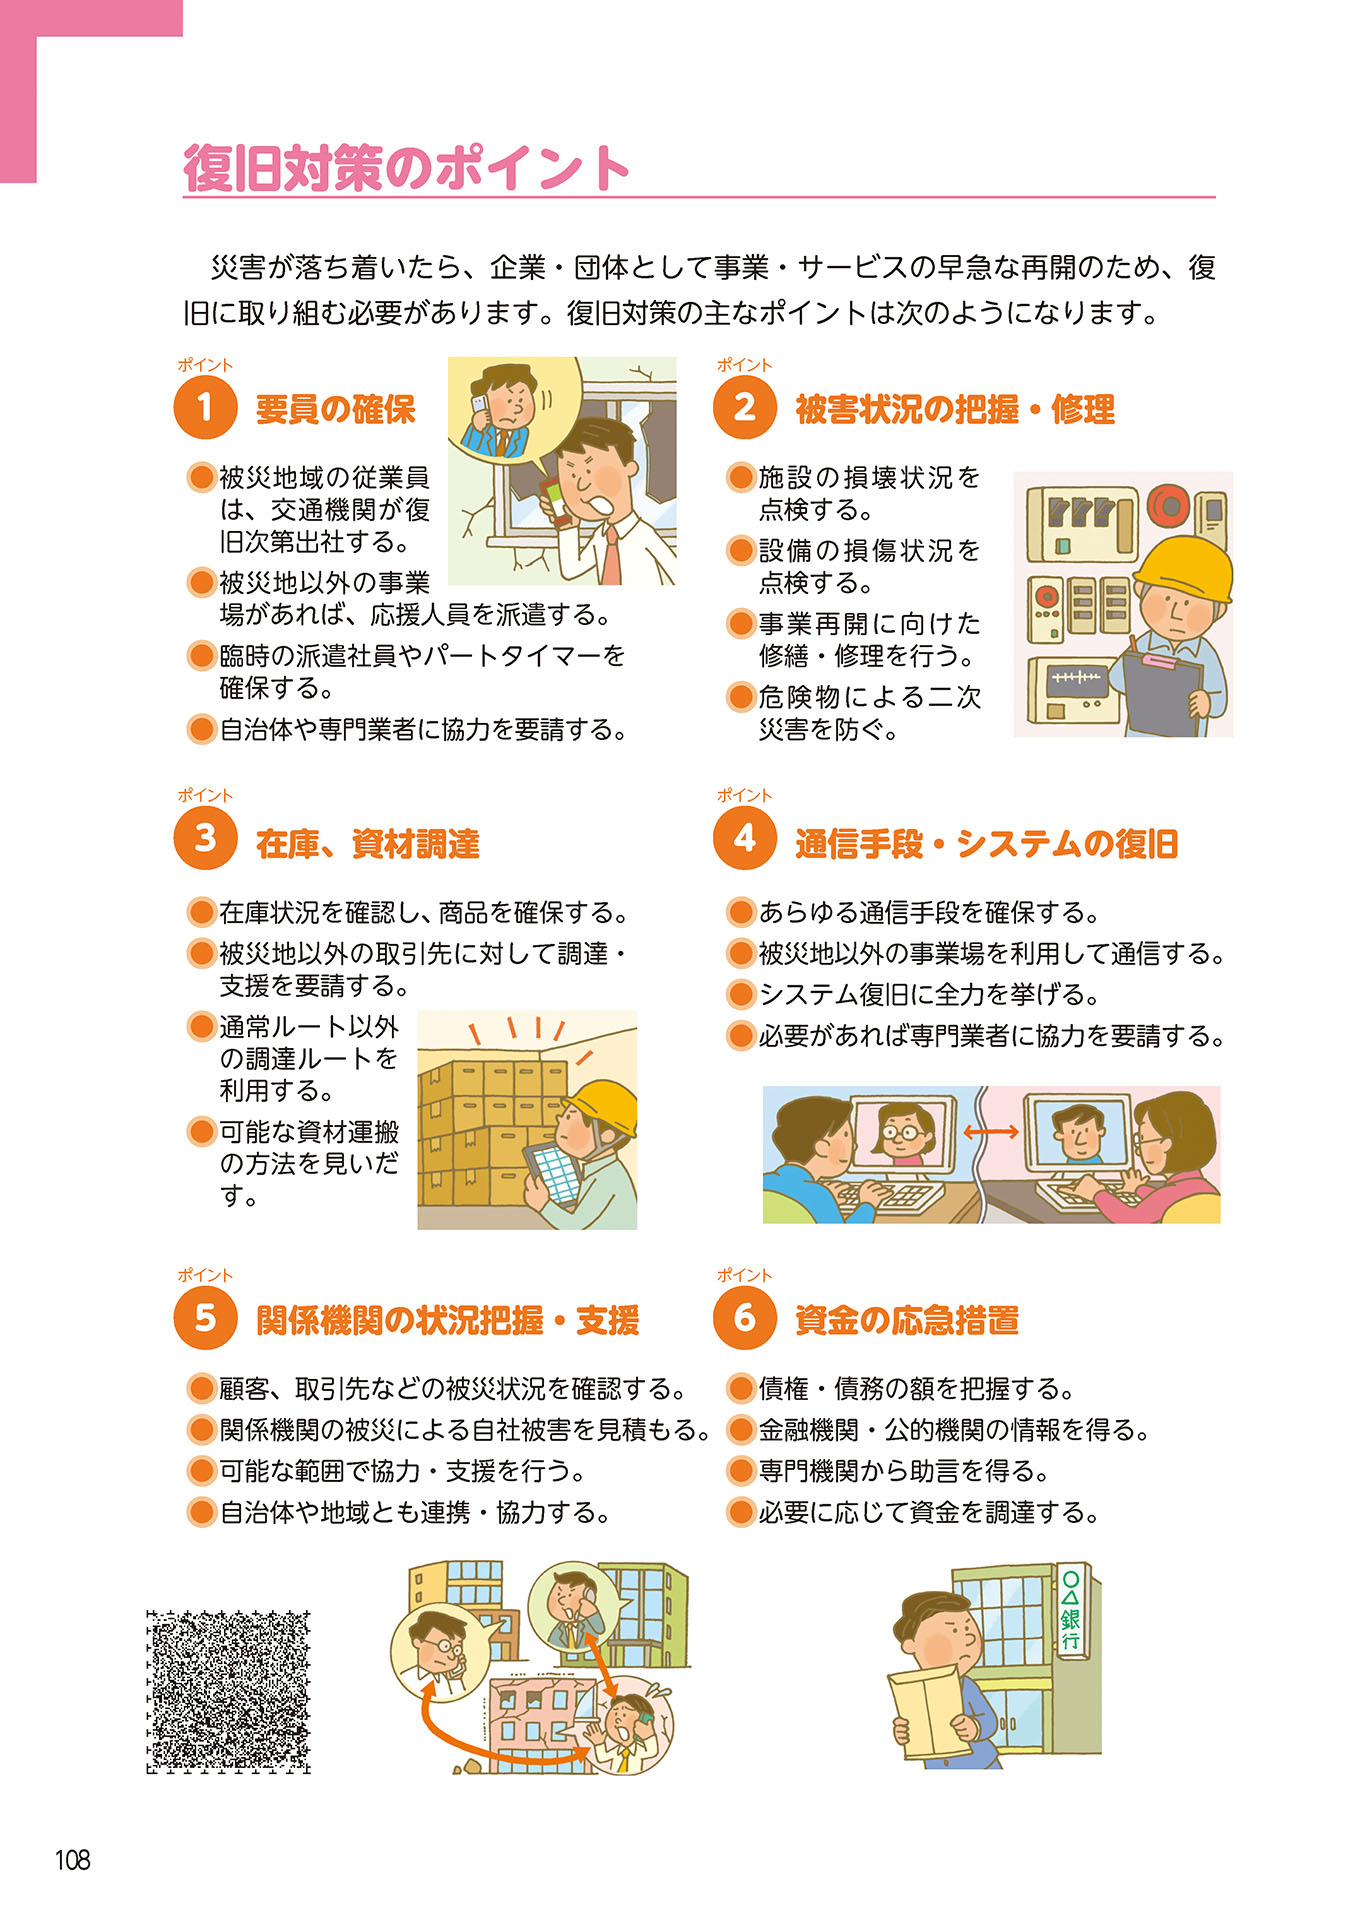 復旧対策のポイント
災害が落ち着いたら、企業・団体として事業・サービスの早急な再開のため、復
旧に取り組む必要があります。復旧対策の主なポイントは次のようになります。
ポイント
1 要員の確保
●被災地域の従業員
は、交通機関が復
旧次第出社する。
●被災地以外の事業
場があれば、応援人員を派遣する。
●臨時の派遣社員やパートタイマーを
確保する。
●自治体や専門業者に協力を要請する。
ポイント
2 被害状況の把握・修理
●施設の損壊状況を
点検する。
●設備の損傷状況を
点検する。
●事業再開に向けた
修繕・修理を行う。
●危険物による二次
災害を防ぐ。
ポイント
3 在庫、資材調達
●在庫状況を確認し、商品を確保する。
●被災地以外の取引先に対して調達・
支援を要請する。
●通常ルート以外
の調達ルートを
利用する。
●可能な資材運搬
の方法を見いだ
す。
ポイント
4 通信手段・システムの復旧
●あらゆる通信手段を確保する。
●被災地以外の事業場を利用して通信する。
●システム復旧に全力を挙げる。
●必要があれば専門業者に協力を要請する。
ポイント
5 関係機関の状況把握・支援
●顧客、取引先などの被災状況を確認する。
●関係機関の被災による自社被害を見積もる。
●可能な範囲で協力・支援を行う。
●自治体や地域とも連携・協力する。
ポイント
6 資金の応急措置
●債権・債務の額を把握する。
●金融機関・公的機関の情報を得る。
●専門機関から助言を得る。
●必要に応じて資金を調達する。
○△銀行
108